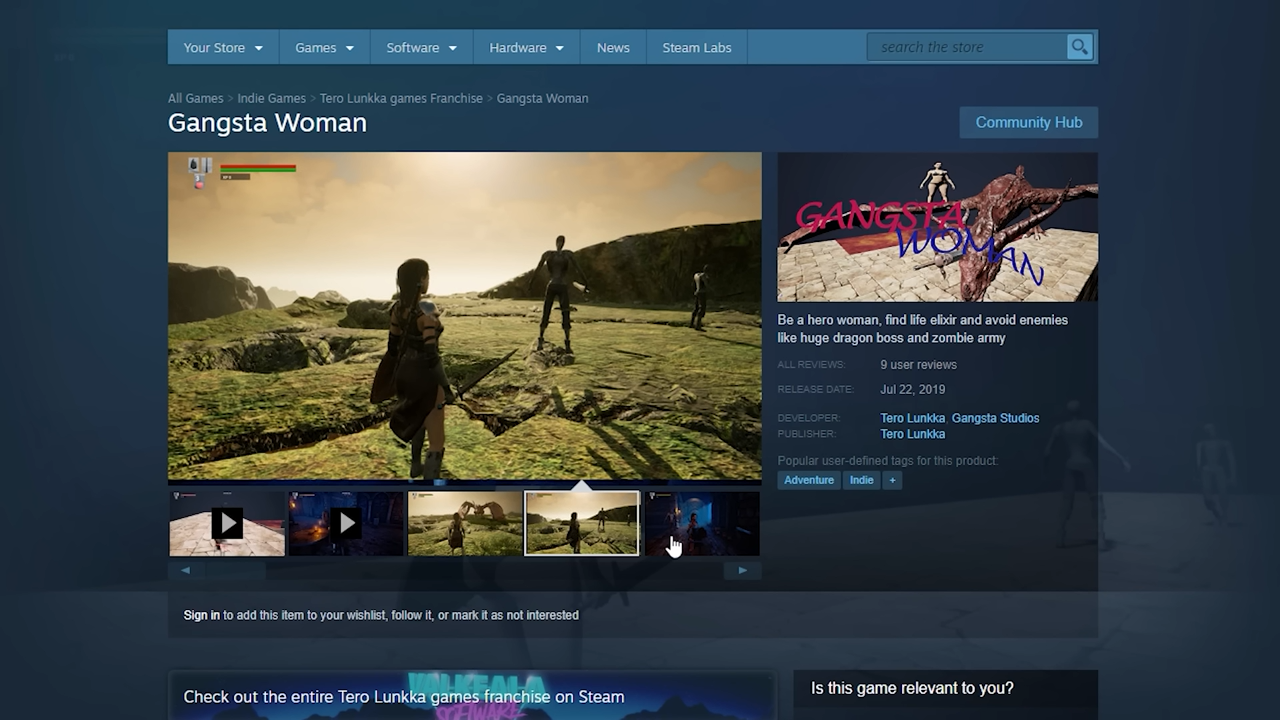 Your Store Games Software Hardware News Steam Labs search the store
All Games > Indie Games > Tero Lunkka games Franchise > Gangsta Woman
Gangsta Woman
Community Hub
GANGSTA
WOMAN
Be a hero woman, find life elixir and avoid enemies
like huge dragon boss and zombie army
ALL REVIEWS: 9 user reviews
RELEASE DATE: Jul 22, 2019
DEVELOPER: Tero Lunkka, Gangsta Studios
PUBLISHER: Tero Lunkka
Popular user-defined tags for this product:
Adventure Indie +
Sign in to add this item to your wishlist, follow it, or mark it as not interested
Check out the entire Tero Lunkka games franchise on Steam
Is this game relevant to you?